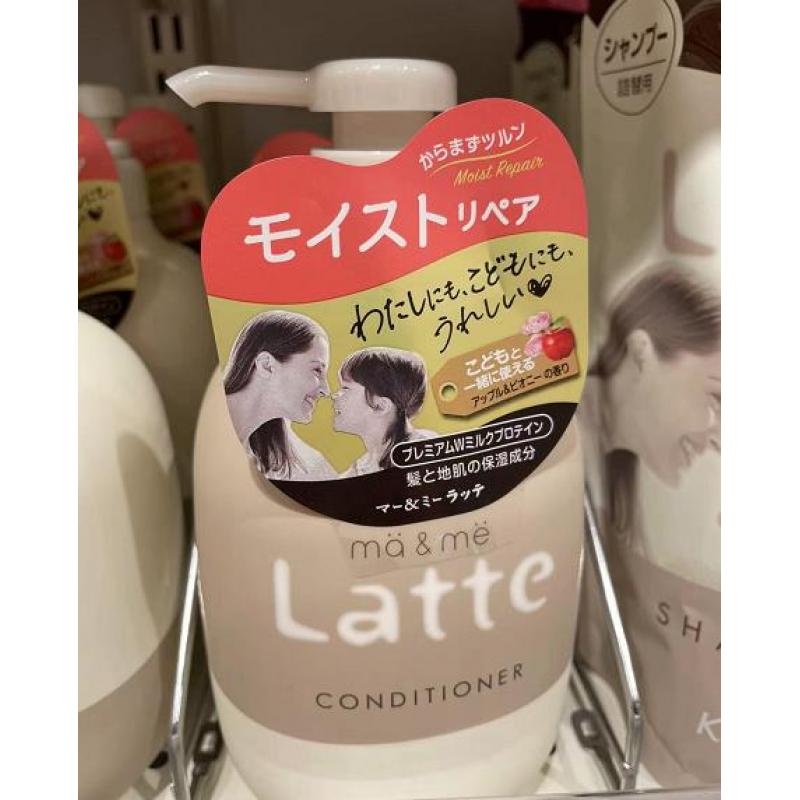 からまずツルン
Moist Repair
モイストリペア
わたしにも、こどもにも、
うれしい
こどもと
一緒に使える
アップル&ピオニーの香り
プレミアムWミルクプロテイン
髪と地肌の保湿成分
マー&ミー ラッテ
mä & më
Latte
CONDITIONER
シャンプー
詰替用
L
SHA
K